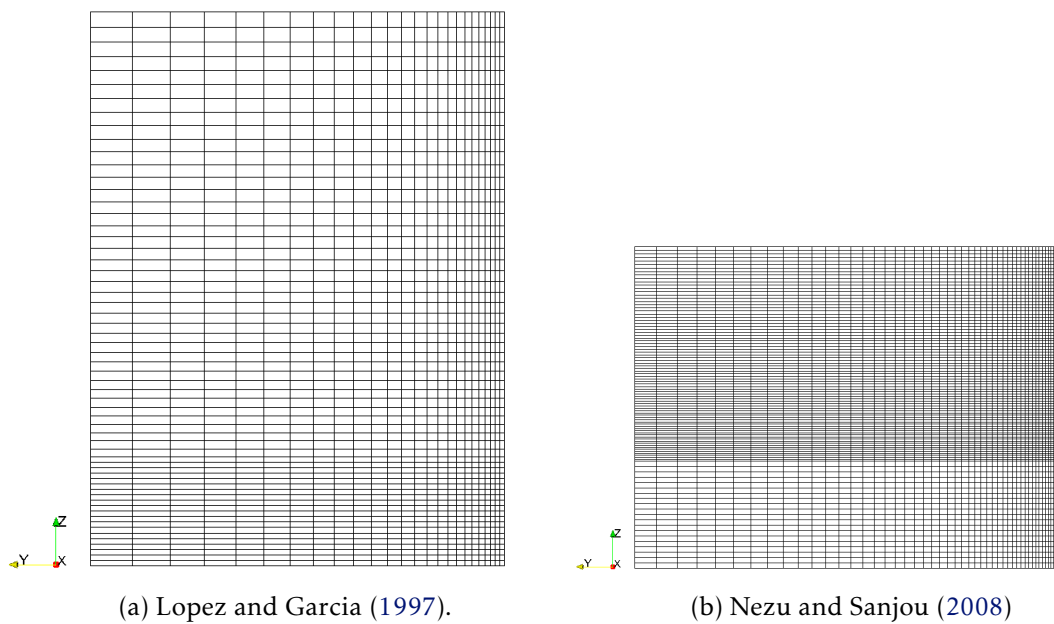 Z
Y
X
Z
Y
X
(a) Lopez and Garcia (1997).
(b) Nezu and Sanjou (2008)